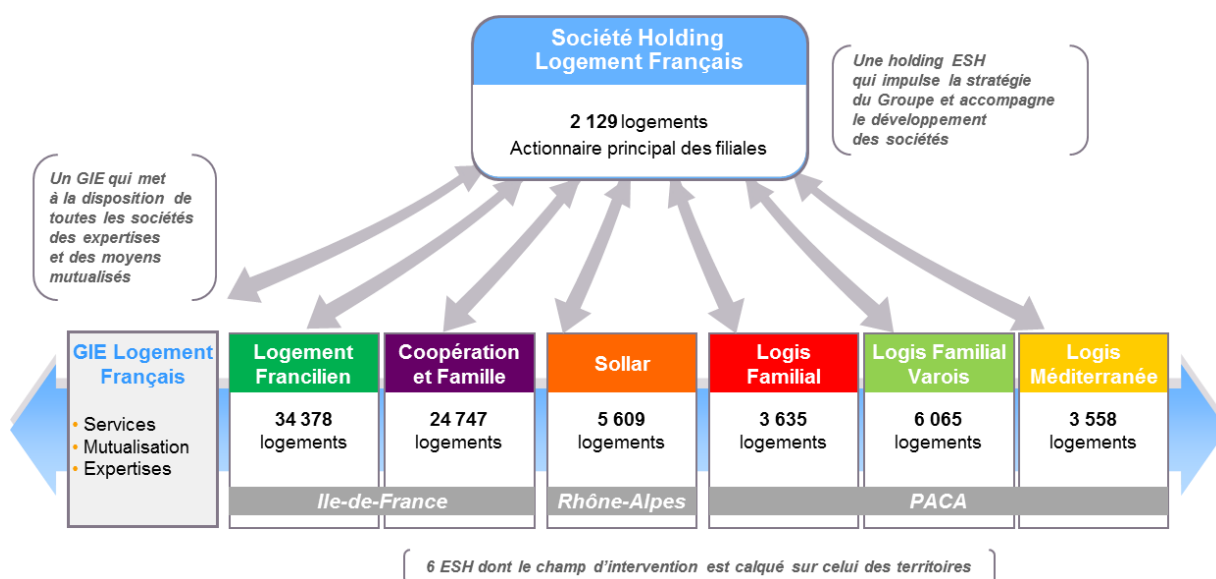 Société Holding
Logement Français
2 129 logements
Actionnaire principal des filiales
Une holding ESH
qui impulse la stratégie
du Groupe et accompagne
le développement
des sociétés
Un GIE qui met
à la disposition de
toutes les sociétés
des expertises
et des moyens
mutualisés
GIE Logement
Français
• Services
• Mutualisation
• Expertises
Logement
Francilien
34 378
logements
Coopération
et Famille
24 747
logements
Ile-de-France
Sollar
5 609
logements
Rhône-Alpes
Logis
Familial
3 635
logements
Logis Familial
Varois
6 065
logements
Logis
Méditerranée
3 558
logements
PACA
6 ESH dont le champ d'intervention est calqué sur celui des territoires